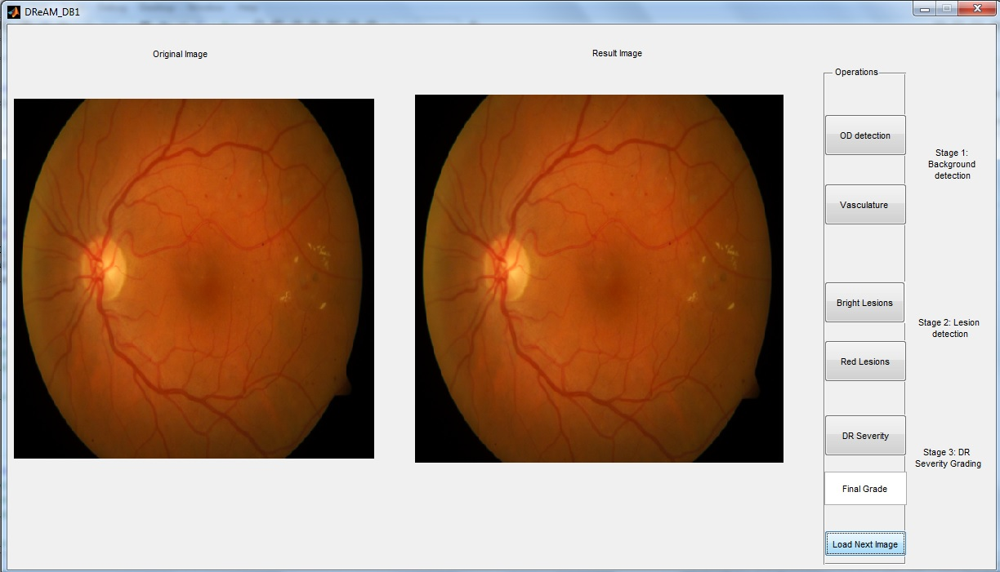 DReAM_DB1
Original Image
Result Image
Operations
OD detection
Stage 1:
Background
detection
Vasculature
Bright Lesions
Stage 2: Lesion
detection
Red Lesions
DR Severity
Stage 3: DR
Severity Grading
Final Grade
Load Next Image